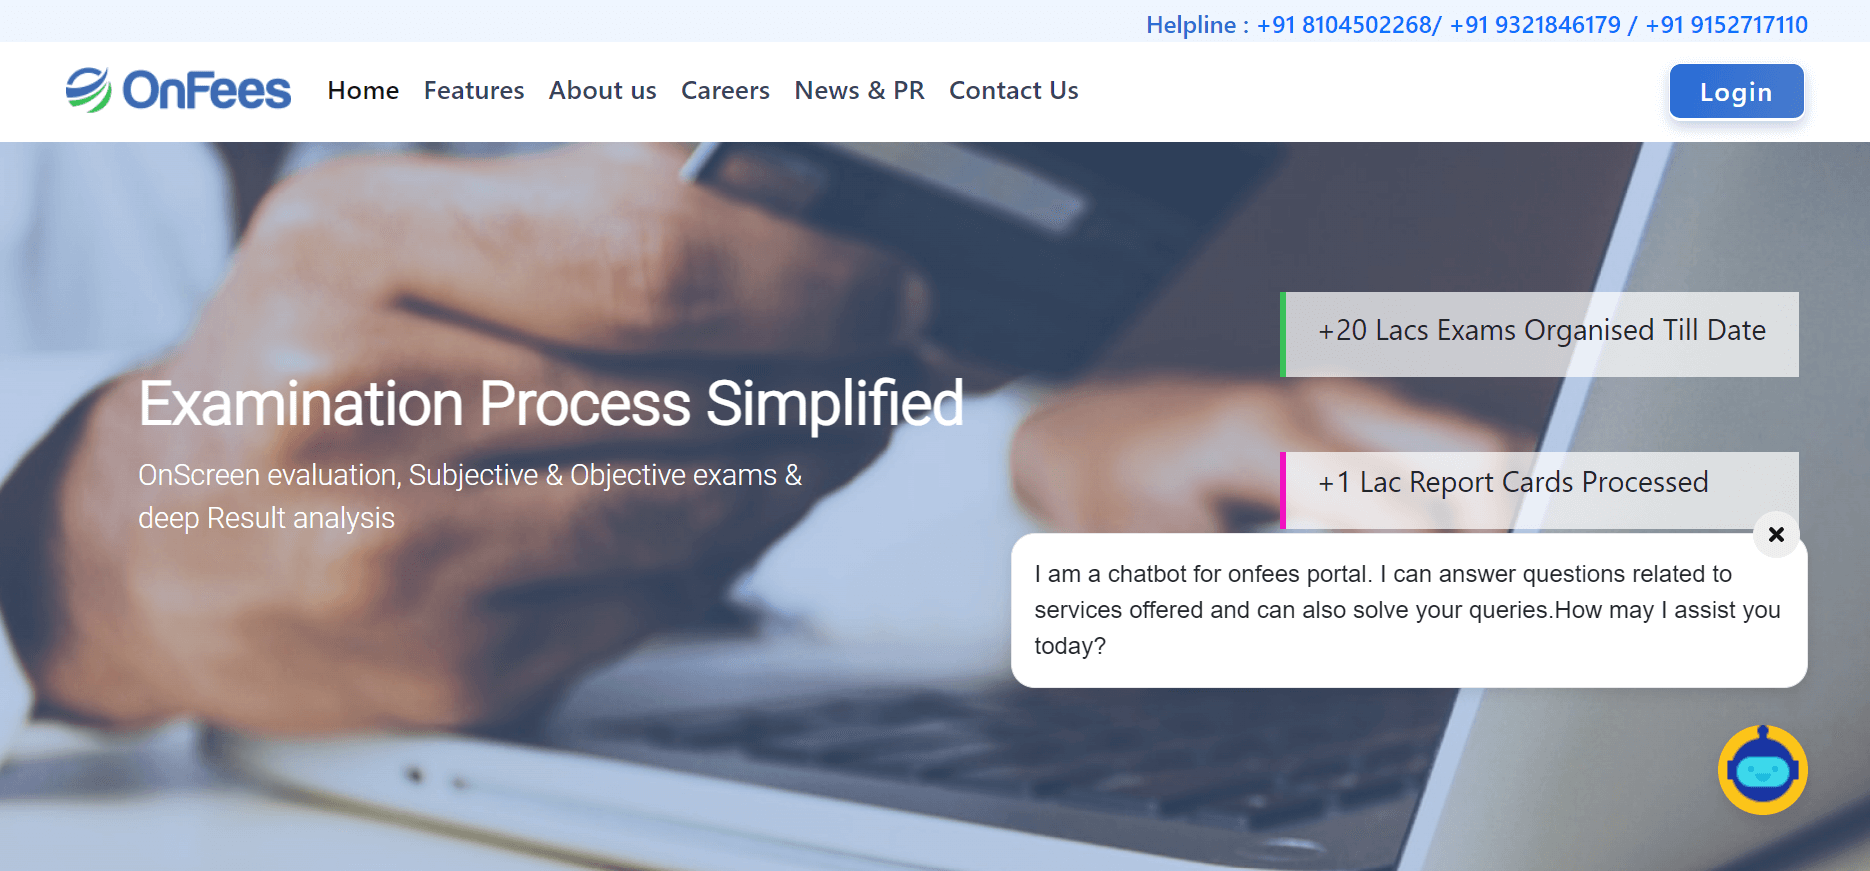 Helpline : +91 8104502268/ +91 9321846179 / +91 9152717110
OnFees
Home
Features
About us
Careers
News & PR
Contact Us
Login
+20 Lacs Exams Organised Till Date
Examination Process Simplified
OnScreen evaluation, Subjective & Objective exams &
deep Result analysis
+1 Lac Report Cards Processed
I am a chatbot for onfees portal. I can answer questions related to
services offered and can also solve your queries.How may I assist you
today?